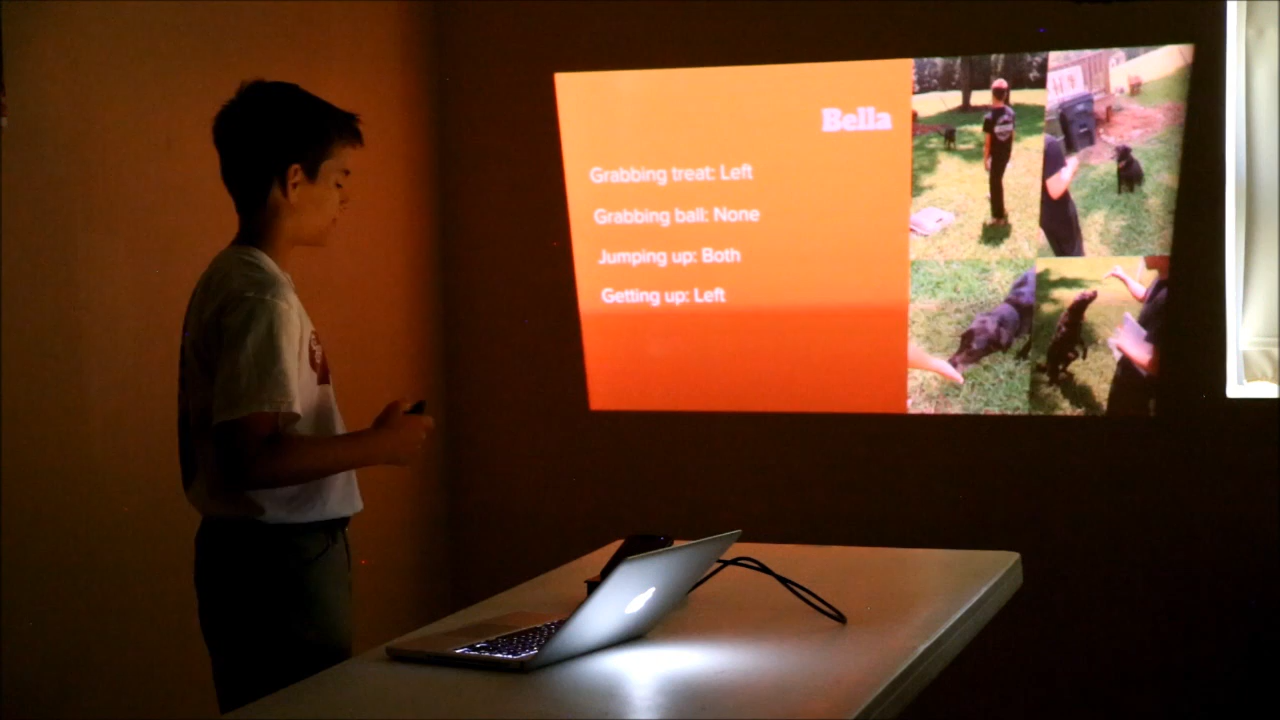 Bella
Grabbing treat: Left
Grabbing ball: None
Jumping up: Both
Getting up: Left